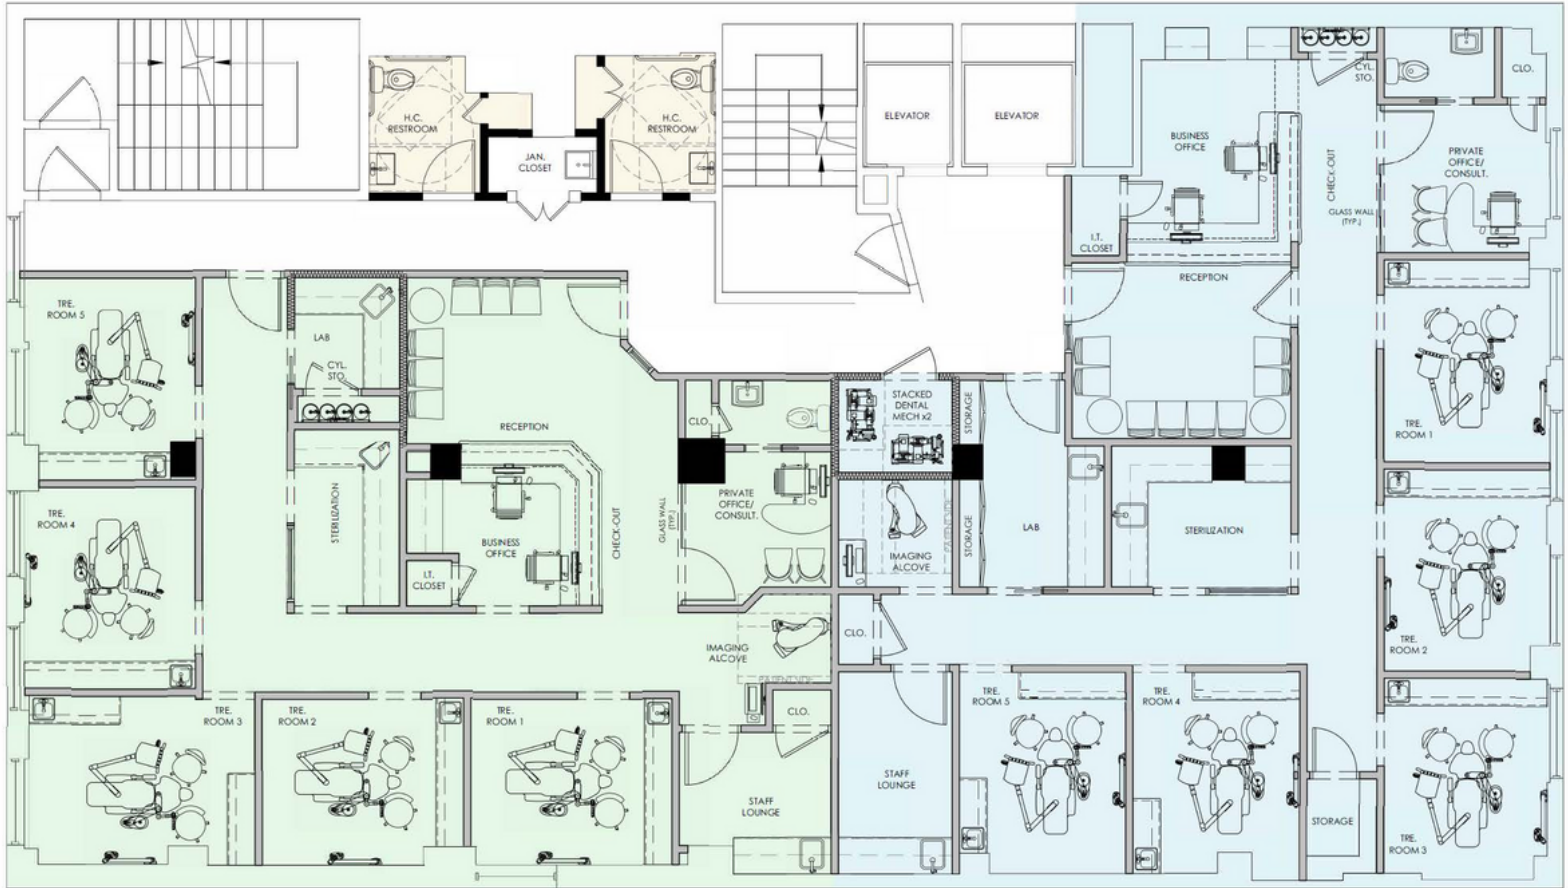 H.C.
RESTROOM
JAN.
CLOSET
H.C.
RESTROOM
ELEVATOR
ELEVATOR
BUSINESS
OFFICE
CHECK-OUT
CYL.
STO.
CLO.
PRIVATE
OFFICE/
CONSULT.
GLASS WALL
(TYP.)
I.T.
CLOSET
RECEPTION
TRE.
ROOM 5
LAB
CYL.
STO.
RECEPTION
CLO.
STACKED
DENTAL
MECH x2
STORAGE
TRE.
ROOM 1
TRE.
ROOM 4
STERILIZATION
BUSINESS
OFFICE
I.T.
CLOSET
CHECK-OUT
GLASS WALL
(TYP.)
PRIVATE
OFFICE/
CONSULT.
IMAGING
ALCOVE
STORAGE
LAB
STERILIZATION
IMAGING
ALCOVE
CLO.
TRE.
ROOM 2
TRE.
ROOM 3
TRE.
ROOM 2
TRE.
ROOM 1
CLO.
STAFF
LOUNGE
STAFF
LOUNGE
TRE.
ROOM 5
TRE.
ROOM 4
STORAGE
TRE.
ROOM 3